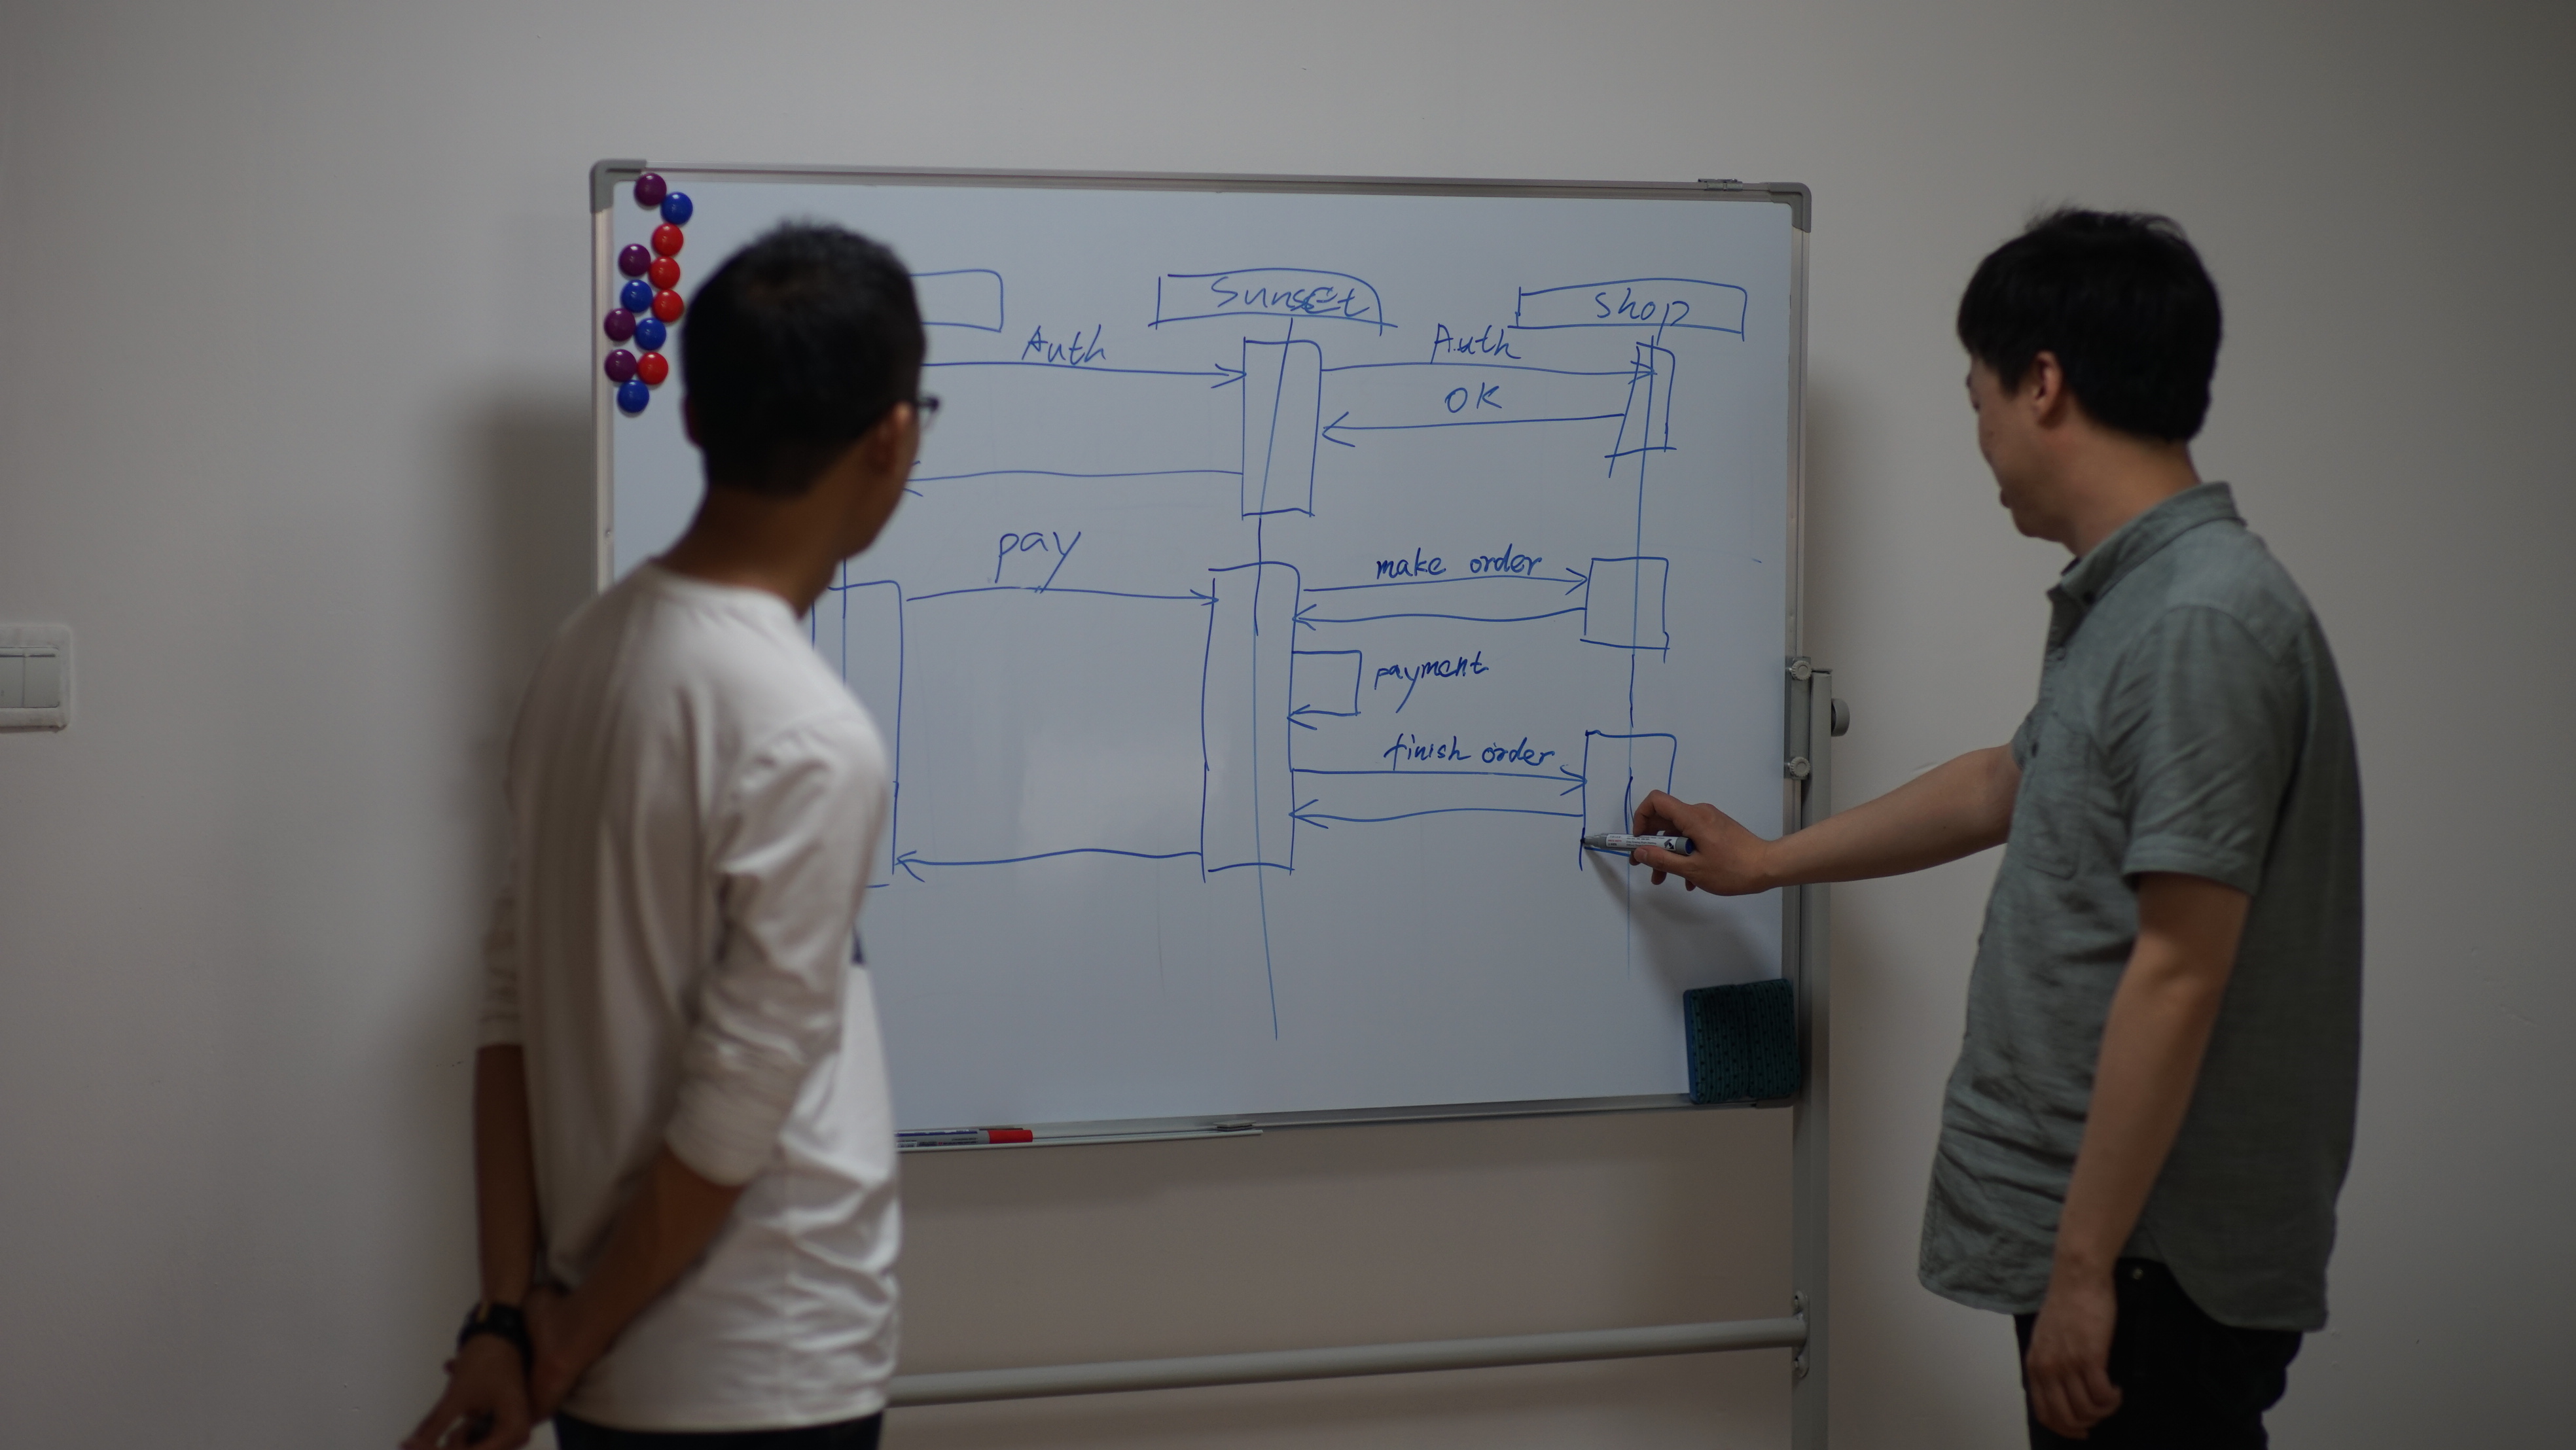 Sunset
shop
Auth
Auth
OK
pay
make order
payment
finish order